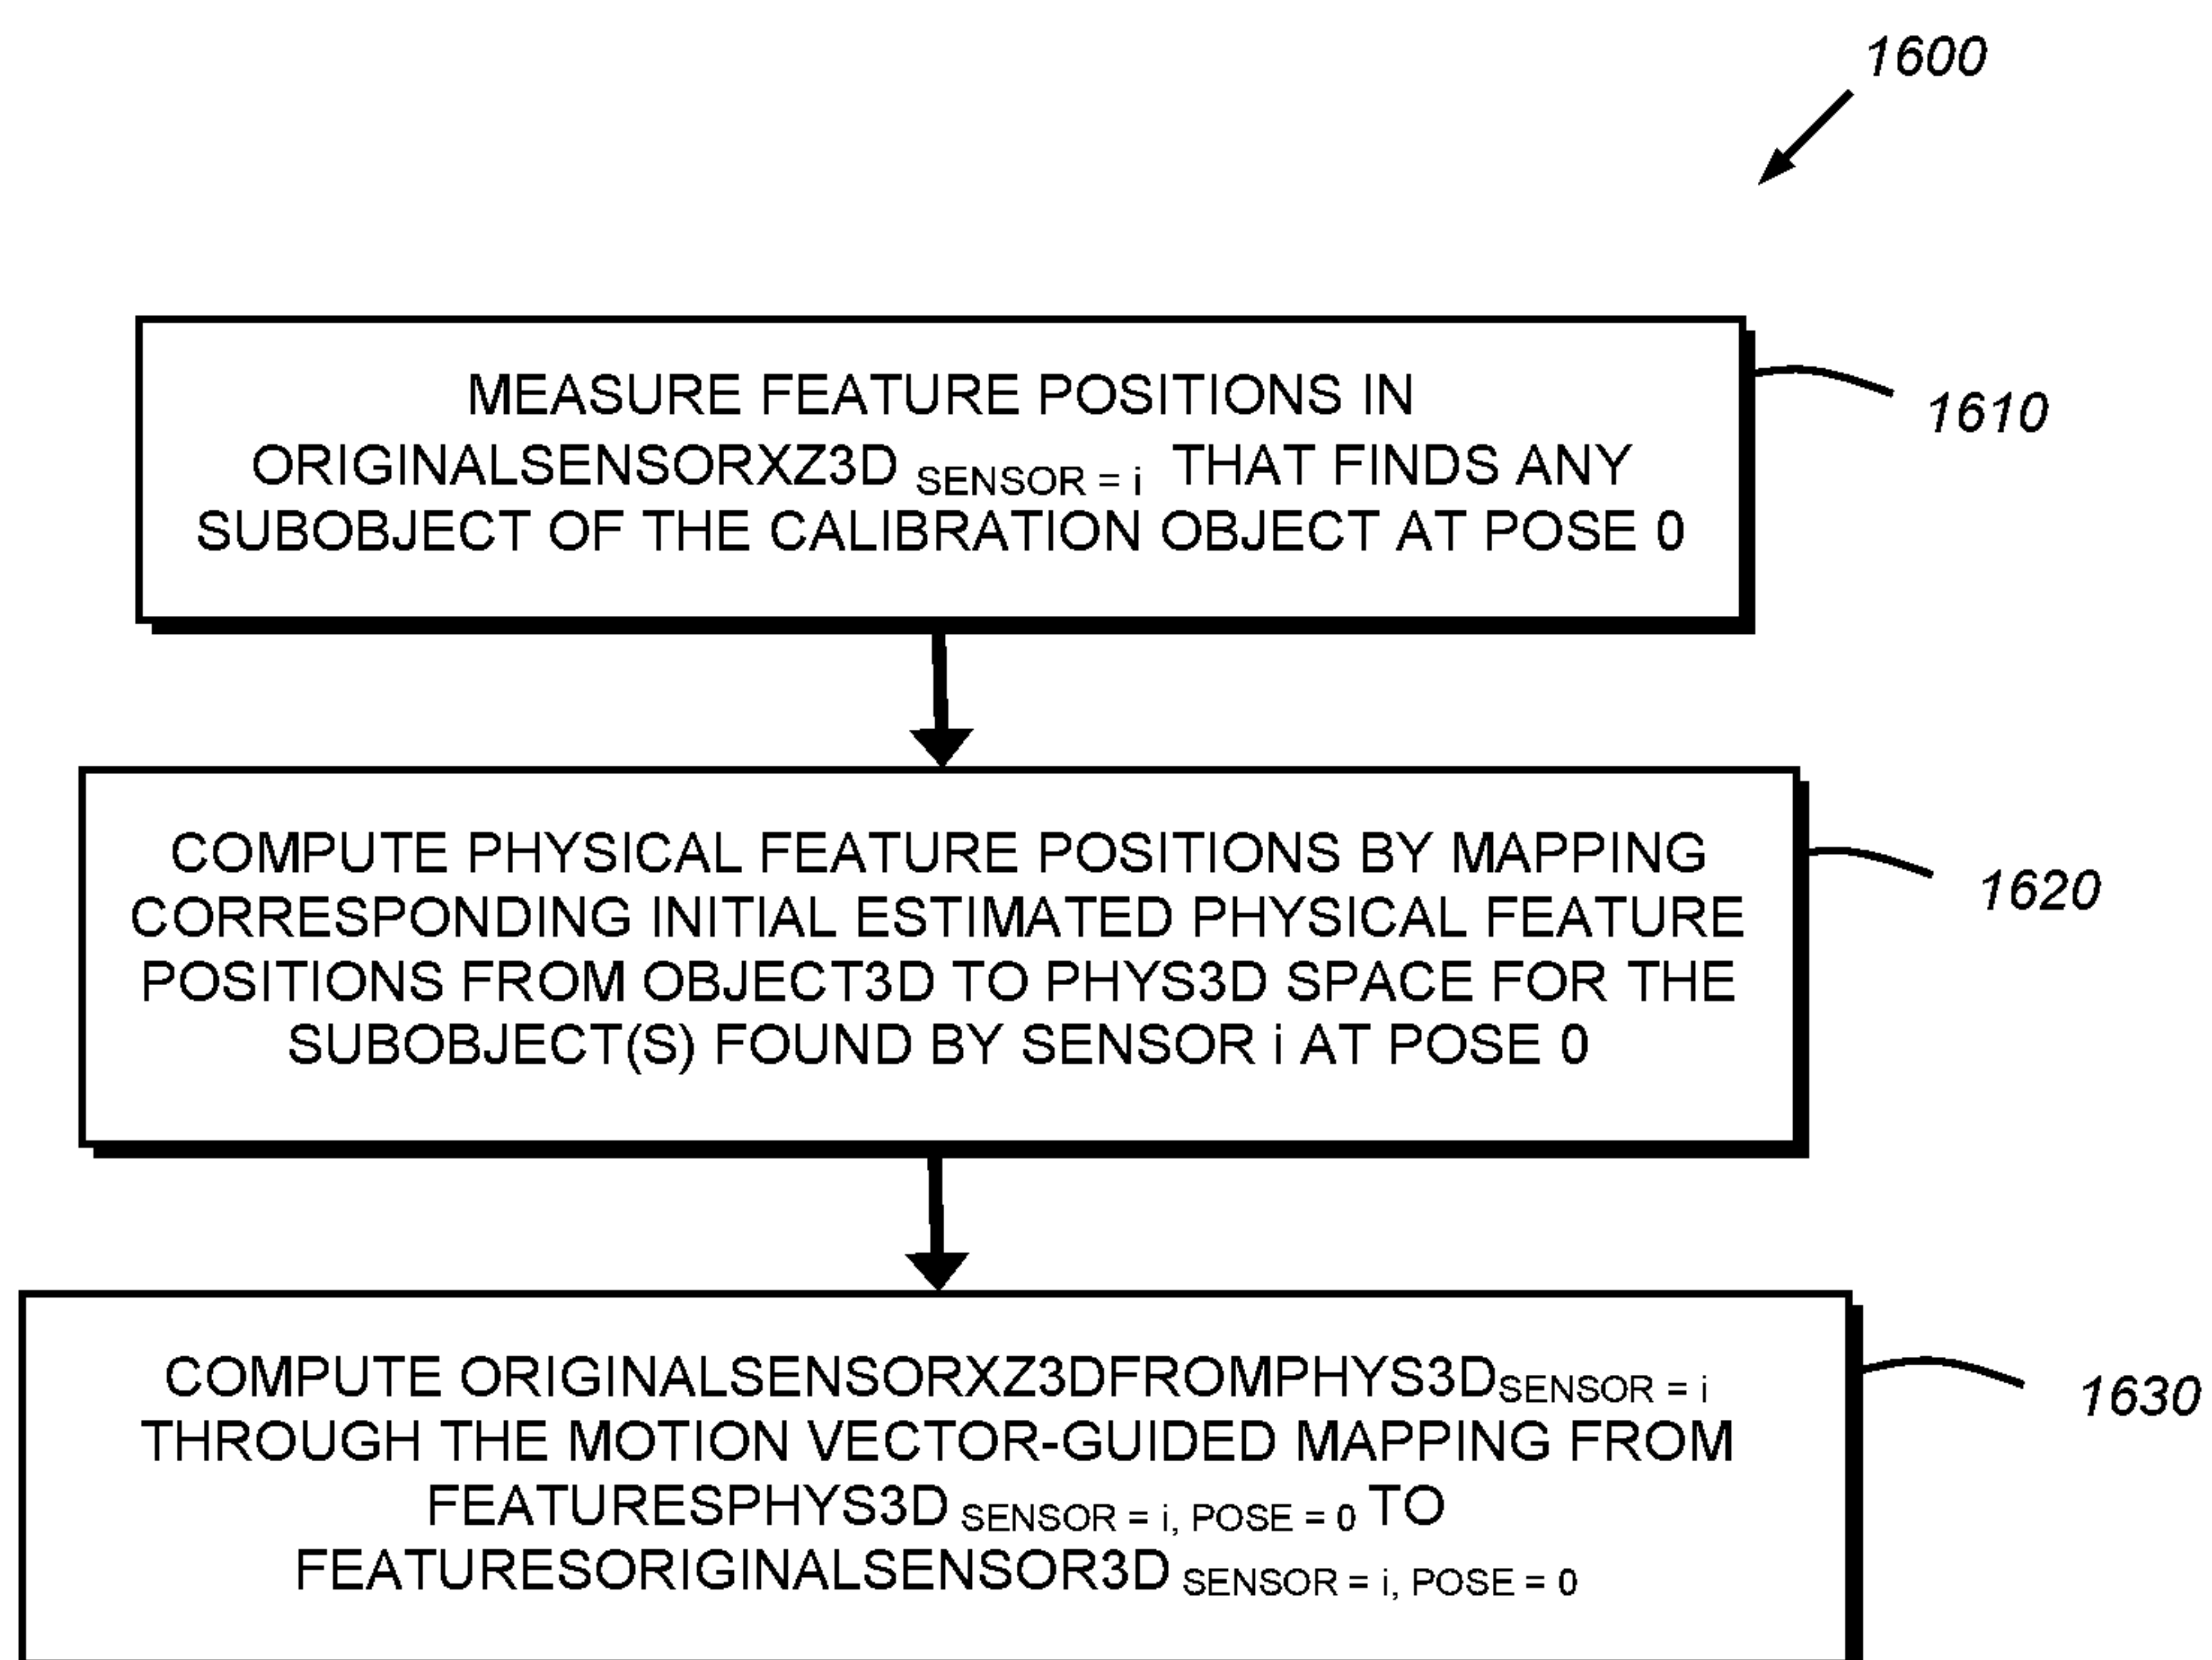 1600
MEASURE FEATURE POSITIONS IN
ORIGINALSENSORXZ3D SENSOR = i THAT FINDS ANY
SUBOBJECT OF THE CALIBRATION OBJECT AT POSE 0
1610
COMPUTE PHYSICAL FEATURE POSITIONS BY MAPPING
CORRESPONDING INITIAL ESTIMATED PHYSICAL FEATURE
POSITIONS FROM OBJECT3D TO PHYS3D SPACE FOR THE
SUBOBJECT(S) FOUND BY SENSOR i AT POSE 0
1620
COMPUTE ORIGINALSENSORXZ3DFROMPHYS3D SENSOR = i
THROUGH THE MOTION VECTOR-GUIDED MAPPING FROM
FEATURESPHYS3D SENSOR = i, POSE = 0 TO
FEATURESORIGINALSENSOR3D SENSOR = i, POSE = 0
1630